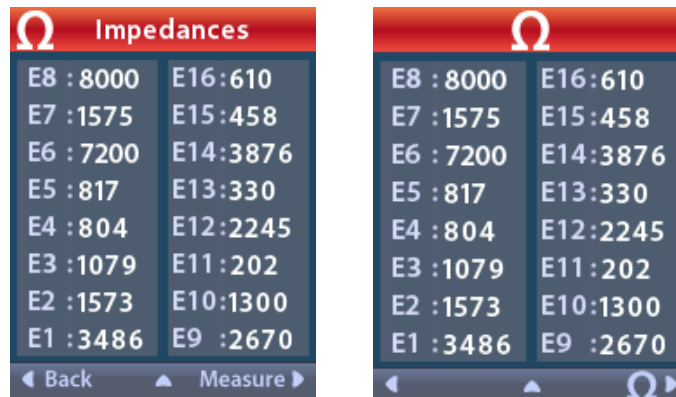 Ω Impedances
E8 : 8000 E16:610
E7 :1575 E15:458
E6 : 7200 E14:3876
E5 :817 E13:330
E4 :804 E12:2245
E3 :1079 E11:202
E2 :1573 E10:1300
E1 :3486 E9 :2670
Back Measure
Ω
E8 : 8000 E16:610
E7 :1575 E15:458
E6 : 7200 E14:3876
E5 :817 E13:330
E4 :804 E12:2245
E3 :1079 E11:202
E2 :1573 E10:1300
E1 :3486 E9 :2670
Ω